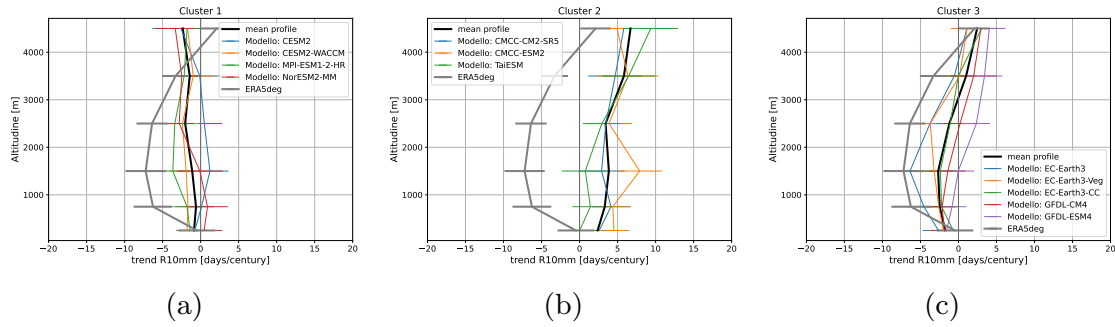 Cluster 1
mean profile
Modello: CESM2
Modello: CESM2-WACCM
Modello: MPI-ESM1-2-HR
Modello: NorESM2-MM
ERA5deg
Altitudine [m]
4000
3000
2000
1000
−20 −15 −10 −5 0 5 10 15 20
trend R10mm [days/century]
(a)
Cluster 2
mean profile
Modello: CMCC-CM2-SR5
Modello: CMCC-ESM2
Modello: TaiESM
ERA5deg
Altitudine [m]
4000
3000
2000
1000
−20 −15 −10 −5 0 5 10 15 20
trend R10mm [days/century]
(b)
Cluster 3
Altitudine [m]
4000
3000
2000
1000
mean profile
Modello: EC-Earth3
Modello: EC-Earth3-Veg
Modello: EC-Earth3-CC
Modello: GFDL-CM4
Modello: GFDL-ESM4
ERA5deg
−20 −15 −10 −5 0 5 10 15 20
trend R10mm [days/century]
(c)